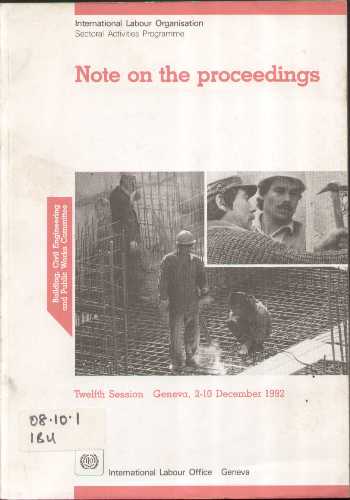 International Labour Organisation
Sectoral Activities Programme
Note on the proceedings
Building, Civil Engineering
and Public Works Committee
Twelfth Session Geneva, 2-10 December 1992
08.10.1
IBU
International Labour Office Geneva